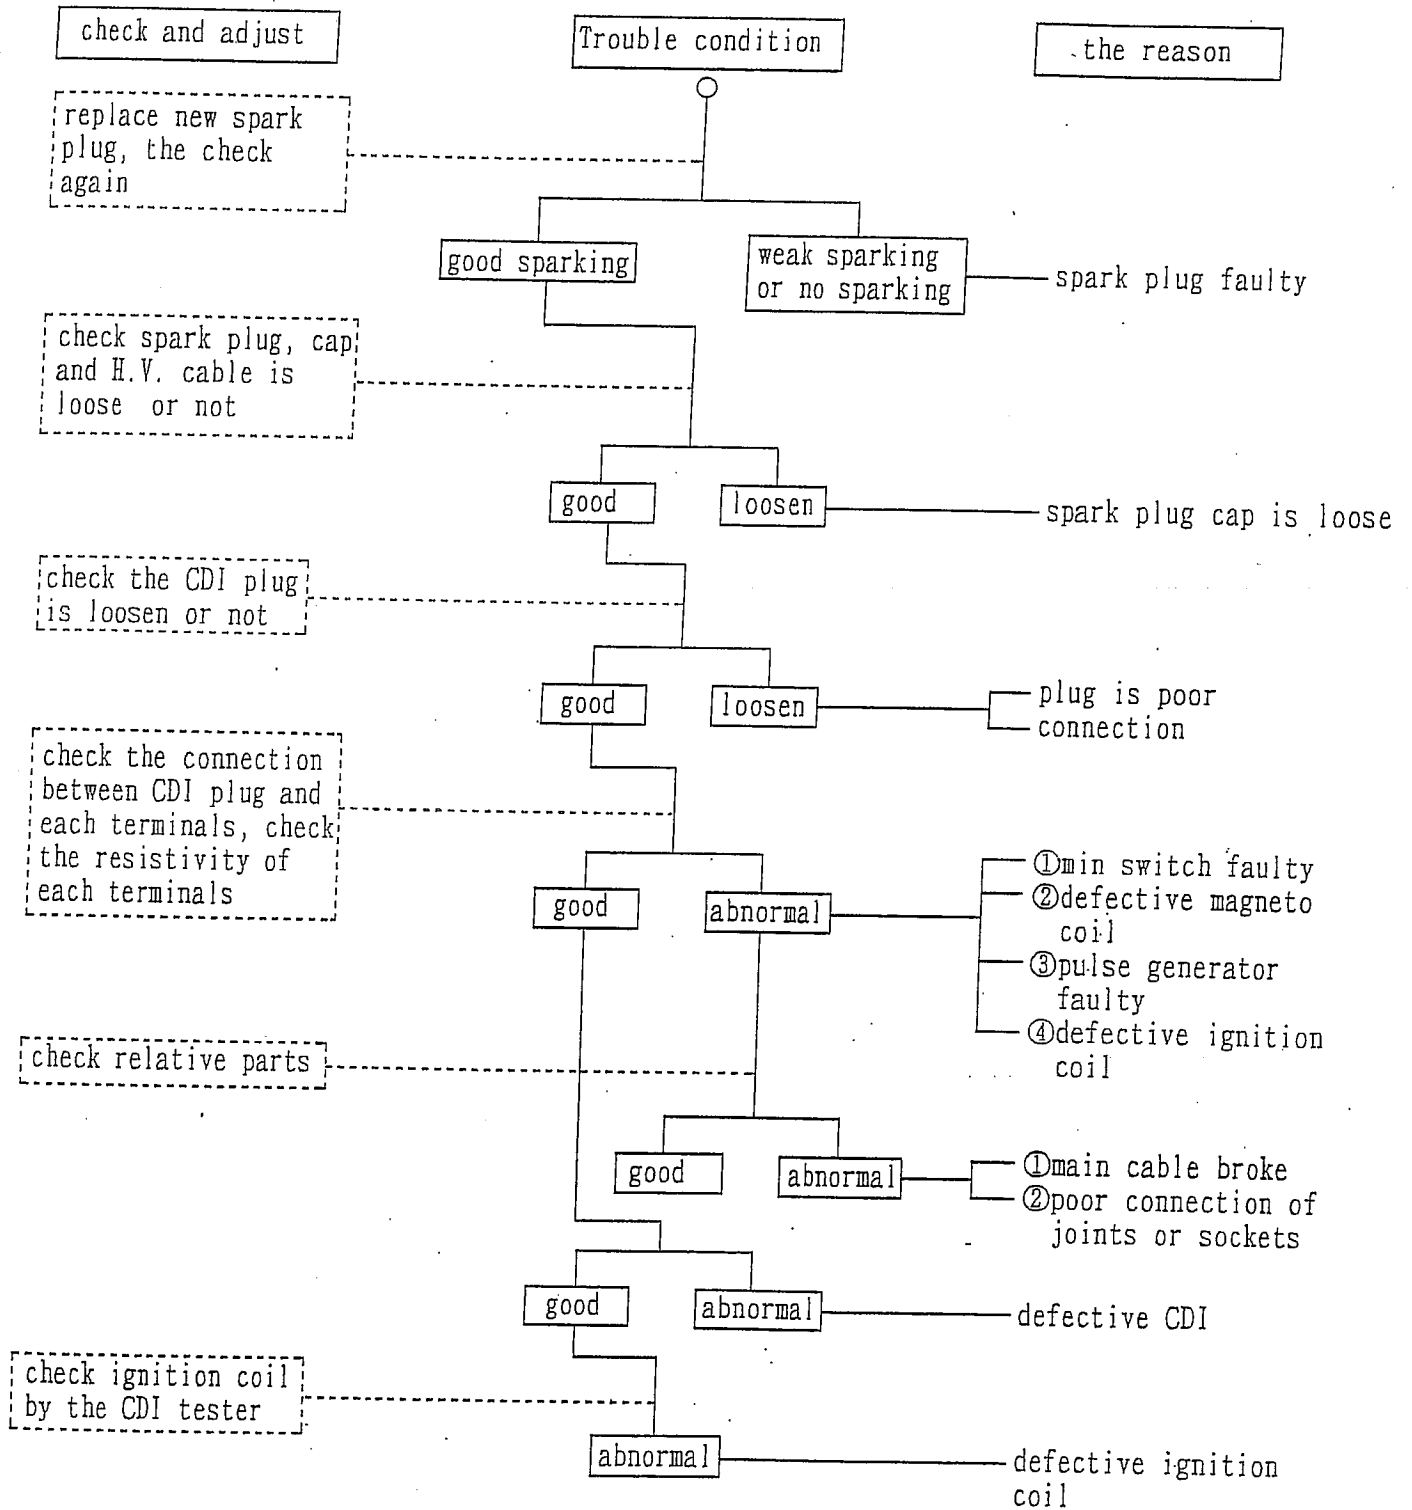 check and adjust
Trouble condition
the reason
replace new spark
plug, the check
again
good sparking
weak sparking
or no sparking
spark plug faulty
check spark plug, cap
and H.V. cable is
loose or not
good
loosen
spark plug cap is loose
check the CDI plug
is loosen or not
good
loosen
plug is poor
connection
check the connection
between CDI plug and
each terminals, check
the resistivity of
each terminals
good
abnormal
①min switch faulty
②defective magneto
coil
③pulse generator
faulty
④defective ignition
coil
check relative parts
good
abnormal
①main cable broke
②poor connection of
joints or sockets
good
abnormal
defective CDI
check ignition coil
by the CDI tester
abnormal
defective ignition
coil